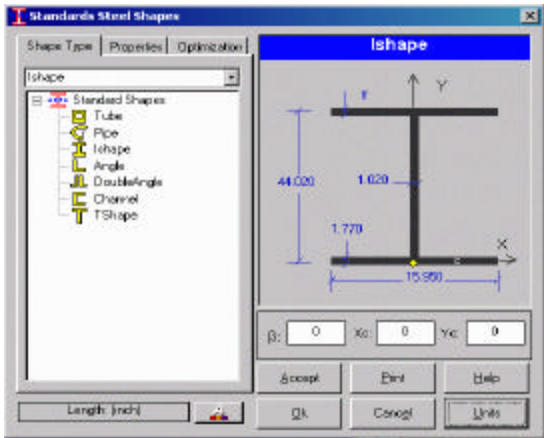 Standards Steel Shapes
Shape Type Properties Optimization
Ishape
Ishape
Standard Shapes
Tube
Pipe
Ishape
Angle
DoubleAngle
Channel
TShape
Y
44.020
1.020
1.770
X
15.950
β: 0 Xc: 0 Yc: 0
Accept Print Help
Length: (inch)
Ok Cancel Units